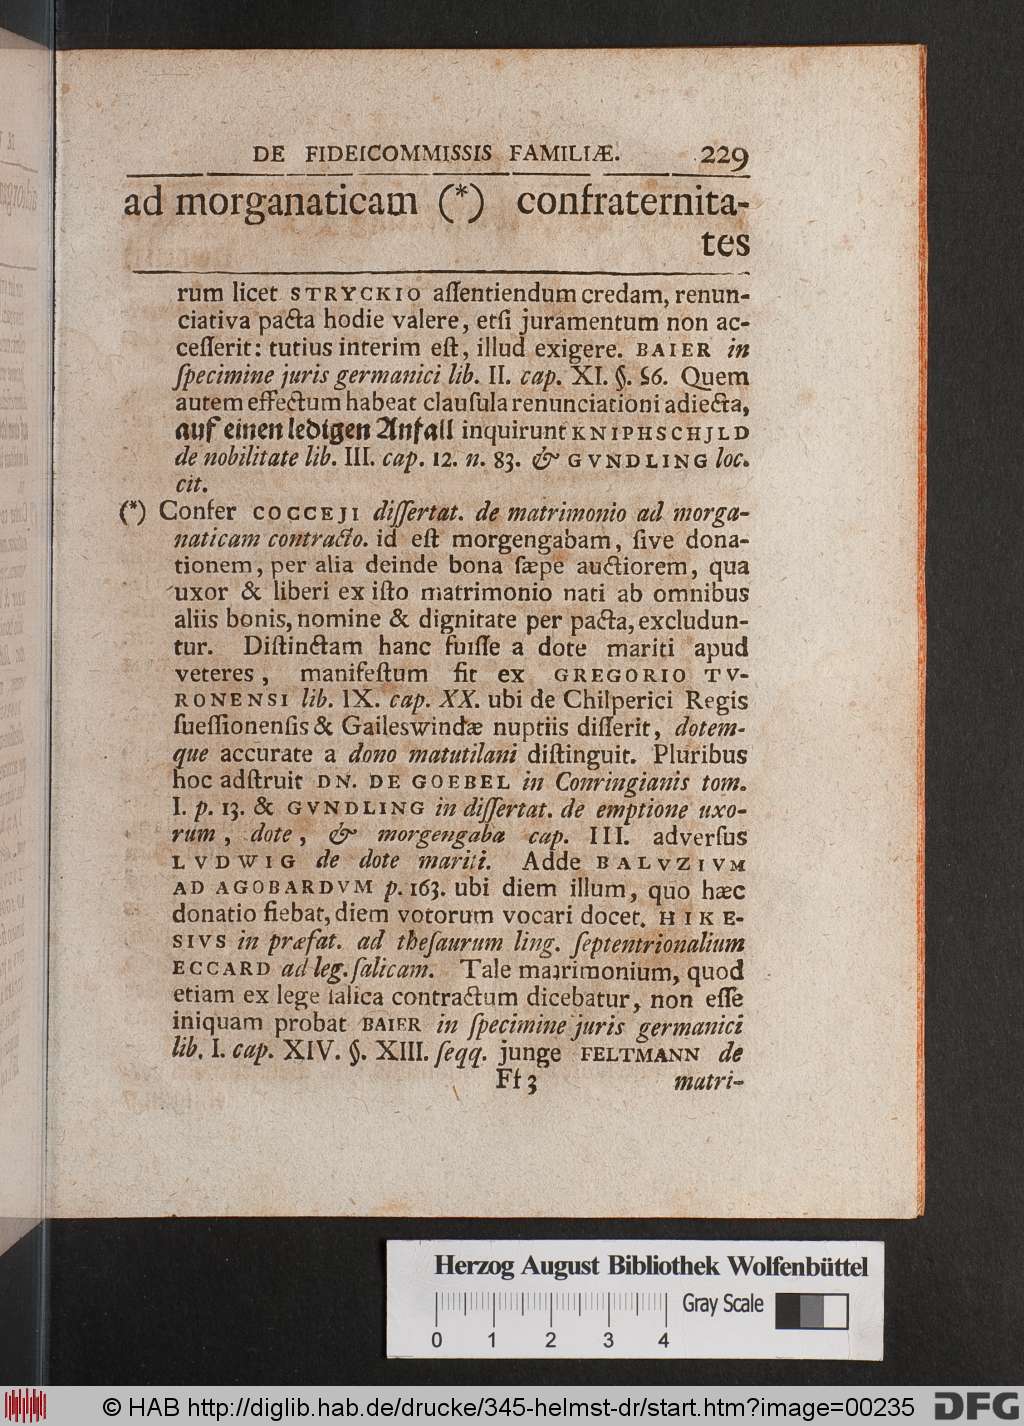 DE FIDEICOMMISSIS FAMILIÆ. 229
ad morganaticam (*) confraternita-
tes
rum licet STRYCKIO aſſentiendum credam, renun-
ciativa pacta hodie valere, etſi juramentum non ac-
ceſſerit: tutius interim eſt, illud exigere. BAIER in
ſpecimine juris germanici lib. II. cap. XI. §. 56. Quem
autem effectum habeat clauſula renunciationi adiecta,
auf einen ledigen Anfall inquirunt KNIPHSCHJLD
de nobilitate lib. III. cap. 12. n. 83. & GVNDLING loc.
cit.
(*) Confer COCCEJI diſſertat. de matrimonio ad morga-
naticam contracto. id eſt morgengabam, ſive dona-
tionem, per alia deinde bona ſæpe auctiorem, qua
uxor & liberi ex iſto matrimonio nati ab omnibus
aliis bonis, nomine & dignitate per pacta, excludun-
tur. Diſtinctam hanc fuiſſe a dote mariti apud
veteres, manifeſtum fit ex GREGORIO TV-
RONENSI lib. IX. cap. XX. ubi de Chilperici Regis
ſueſſionenſis & Gaileswindæ nuptiis diſſerit, dotem-
que accurate a dono matutilani diſtinguit. Pluribus
hoc adſtruit DN. DE GOEBEL in Conringianis tom.
I. p. 13. & GVNDLING in diſſertat. de emptione uxo-
rum, dote, & morgengaba cap. III. adverſus
LVDWIG de dote mariti. Adde BALVZIVM
AD AGOBARDVM p. 163. ubi diem illum, quo hæc
donatio fiebat, diem votorum vocari docet. HIKE-
SIVS in præfat. ad theſaurum ling. ſeptentrionalium
ECCARD ad leg. ſalicam. Tale matrimonium, quod
etiam ex lege ſalica contractum dicebatur, non eſſe
iniquam probat BAIER in ſpecimine juris germanici
lib. I. cap. XIV. §. XIII. ſeqq. junge FELTMANN de
Ff 3 matri-
Herzog August Bibliothek Wolfenbüttel
Gray Scale
0 1 2 3 4
© HAB http://diglib.hab.de/drucke/345-helmst-dr/start.htm?image=00235 DFG